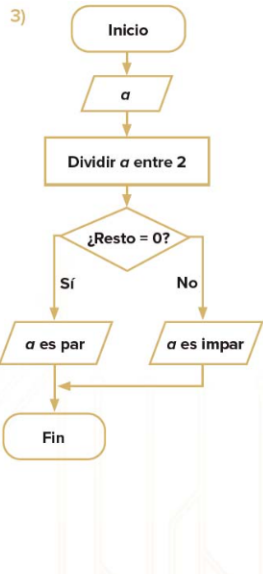 3)
Inicio
a
Dividir a entre 2
¿Resto = 0?
Sí
No
a es par
a es impar
Fin